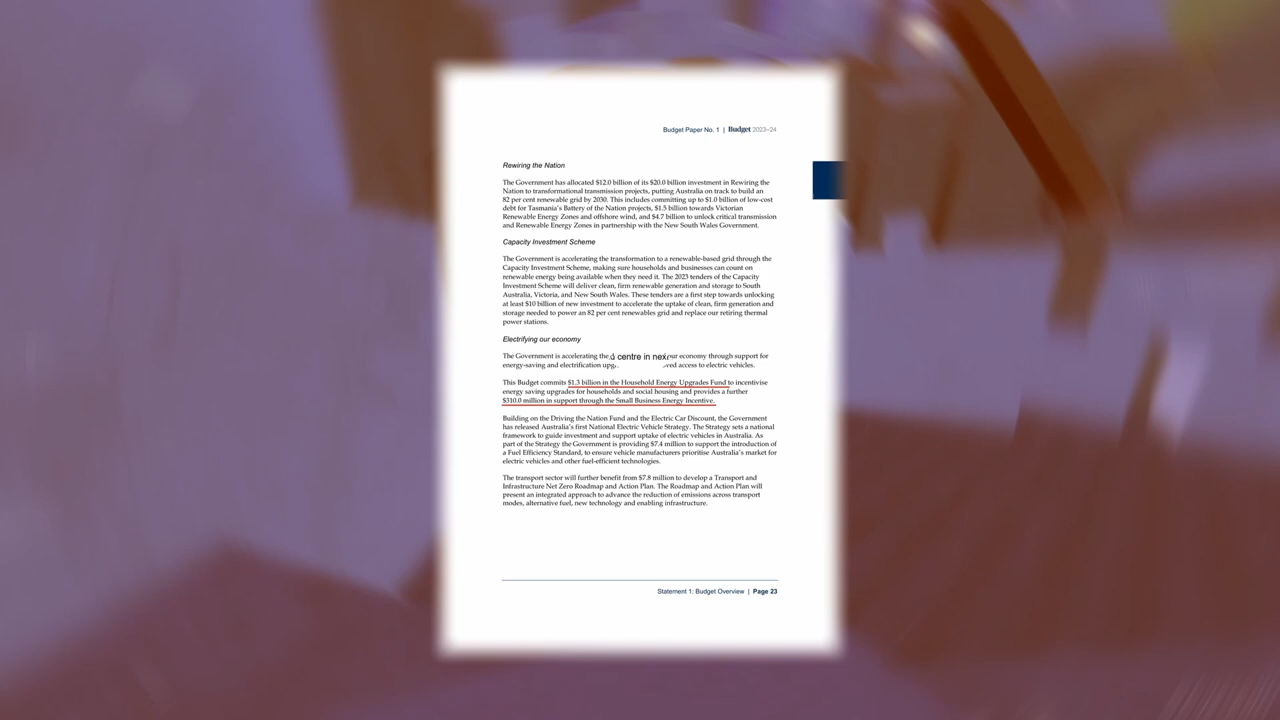 Budget Paper No. 1 | Budget 2023–24
Rewiring the Nation
The Government has allocated $12.0 billion of its $20.0 billion investment in Rewiring the
Nation to transformational transmission projects, putting Australia on track to build an
82 per cent renewable grid by 2030. This includes committing up to $1.0 billion of low-cost
debt for Tasmania's Battery of the Nation projects, $1.5 billion towards Victorian
Renewable Energy Zones and offshore wind, and $4.7 billion to unlock critical transmission
and Renewable Energy Zones in partnership with the New South Wales Government.
Capacity Investment Scheme
The Government is accelerating the transformation to a renewable-based grid through the
Capacity Investment Scheme, making sure households and businesses can count on
renewable energy being available when they need it. The 2023 tenders of the Capacity
Investment Scheme will deliver clean, firm renewable generation and storage to South
Australia, Victoria, and New South Wales. These tenders are a first step towards unlocking
at least $10 billion of new investment to accelerate the uptake of clean, firm generation and
storage needed to power an 82 per cent renewables grid and replace our retiring thermal
power stations.
Electrifying our economy
The Government is accelerating the centre in our economy through support for
energy-saving and electrification access to electric vehicles.
This Budget commits $1.3 billion in the Household Energy Upgrades Fund to incentivise
energy saving upgrades for households and social housing and provides a further
$310.0 million in support through the Small Business Energy Incentive.
Building on the Driving the Nation Fund and the Electric Car Discount, the Government
has released Australia's first National Electric Vehicle Strategy. The Strategy sets a national
framework to guide investment and support uptake of electric vehicles in Australia. As
part of the Strategy the Government is providing $7.4 million to support the introduction of
a Fuel Efficiency Standard, to ensure vehicle manufacturers prioritise Australia's market for
electric vehicles and other fuel-efficient technologies.
The transport sector will further benefit from $7.8 million to develop a Transport and
Infrastructure Net Zero Roadmap and Action Plan. The Roadmap and Action Plan will
present an integrated approach to advance the reduction of emissions across transport
modes, alternative fuel, new technology and enabling infrastructure.
Statement 1: Budget Overview | Page 23